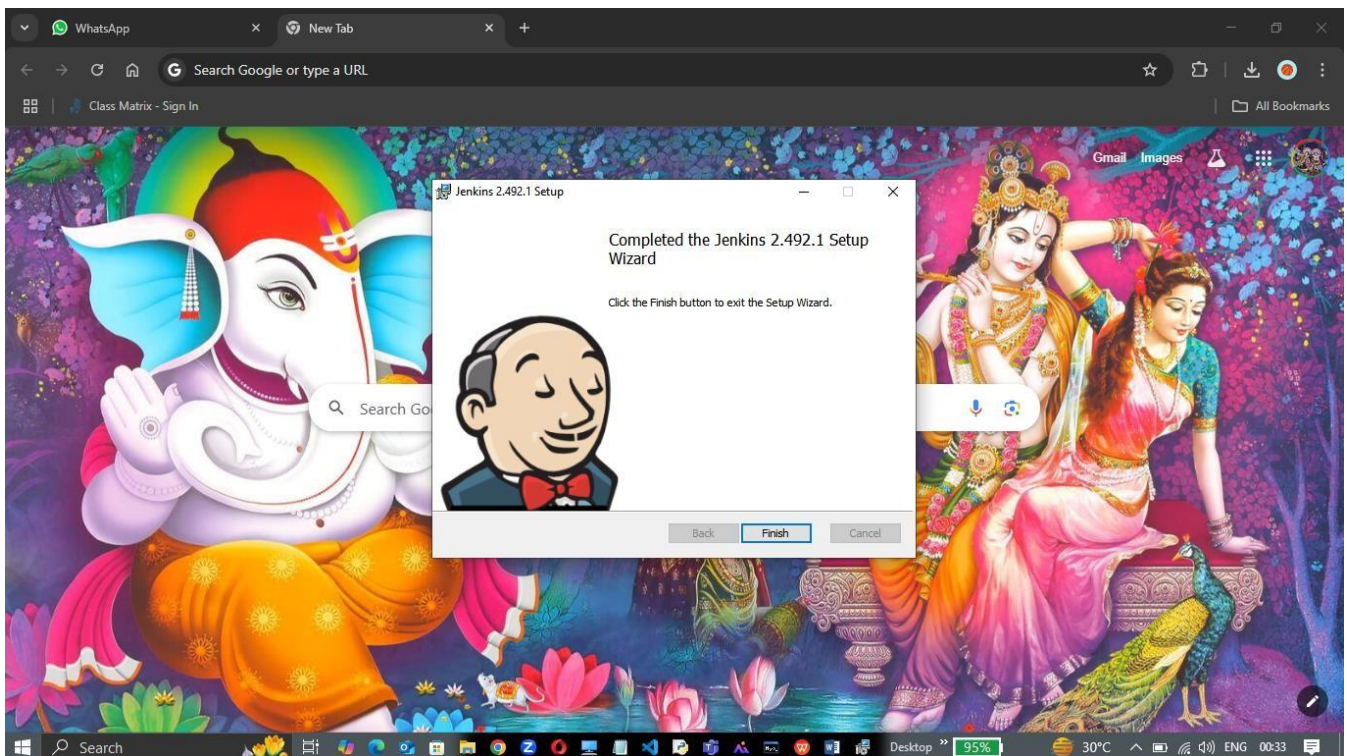 WhatsApp
New Tab
Search Google or type a URL
Class Matrix - Sign In
All Bookmarks
Gmail Images
Jenkins 2.492.1 Setup
Completed the Jenkins 2.492.1 Setup
Wizard
Click the Finish button to exit the Setup Wizard.
Search Goo
Back Finish Cancel
Search
Desktop
95%
30°C
ENG
00:33